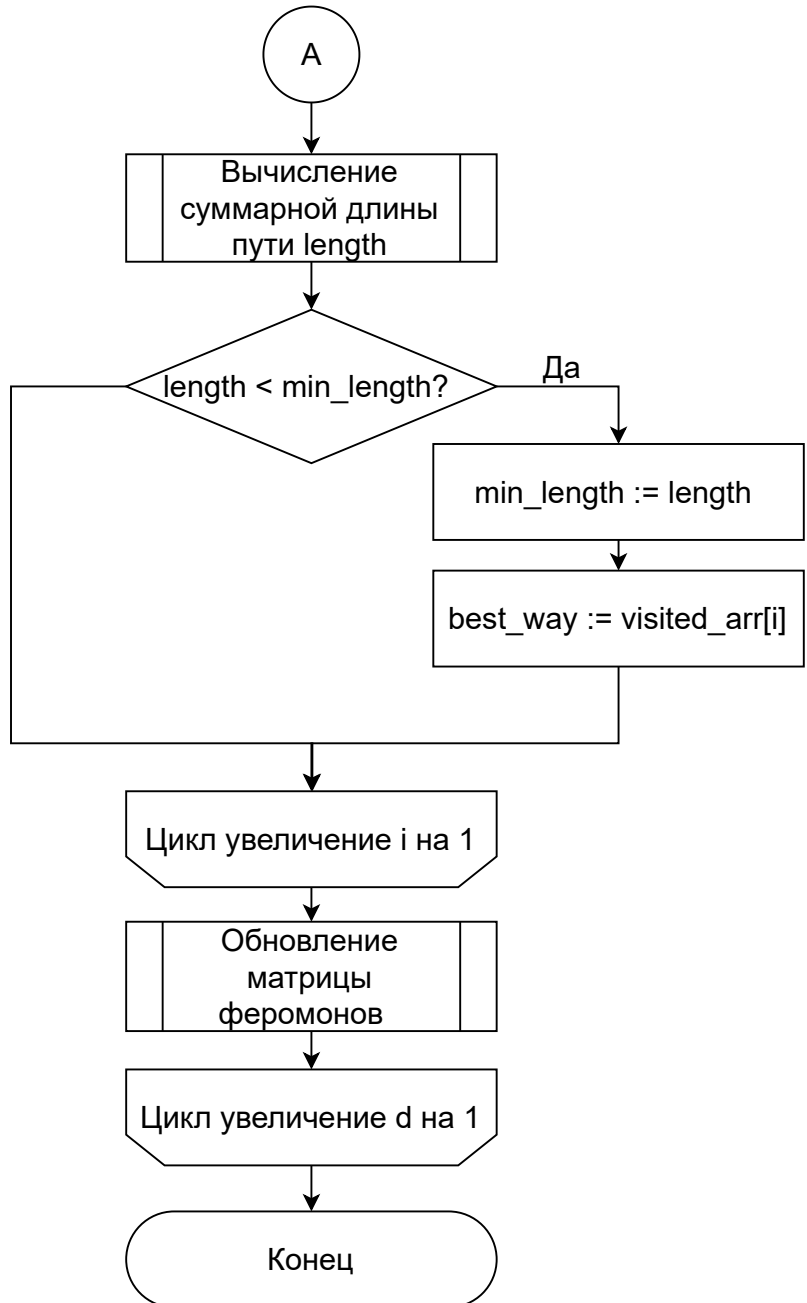 A
Вычисление
суммарной длины
пути length
length < min_length?
Да
min_length := length
best_way := visited_arr[i]
Цикл увеличение i на 1
Обновление
матрицы
феромонов
Цикл увеличение d на 1
Конец